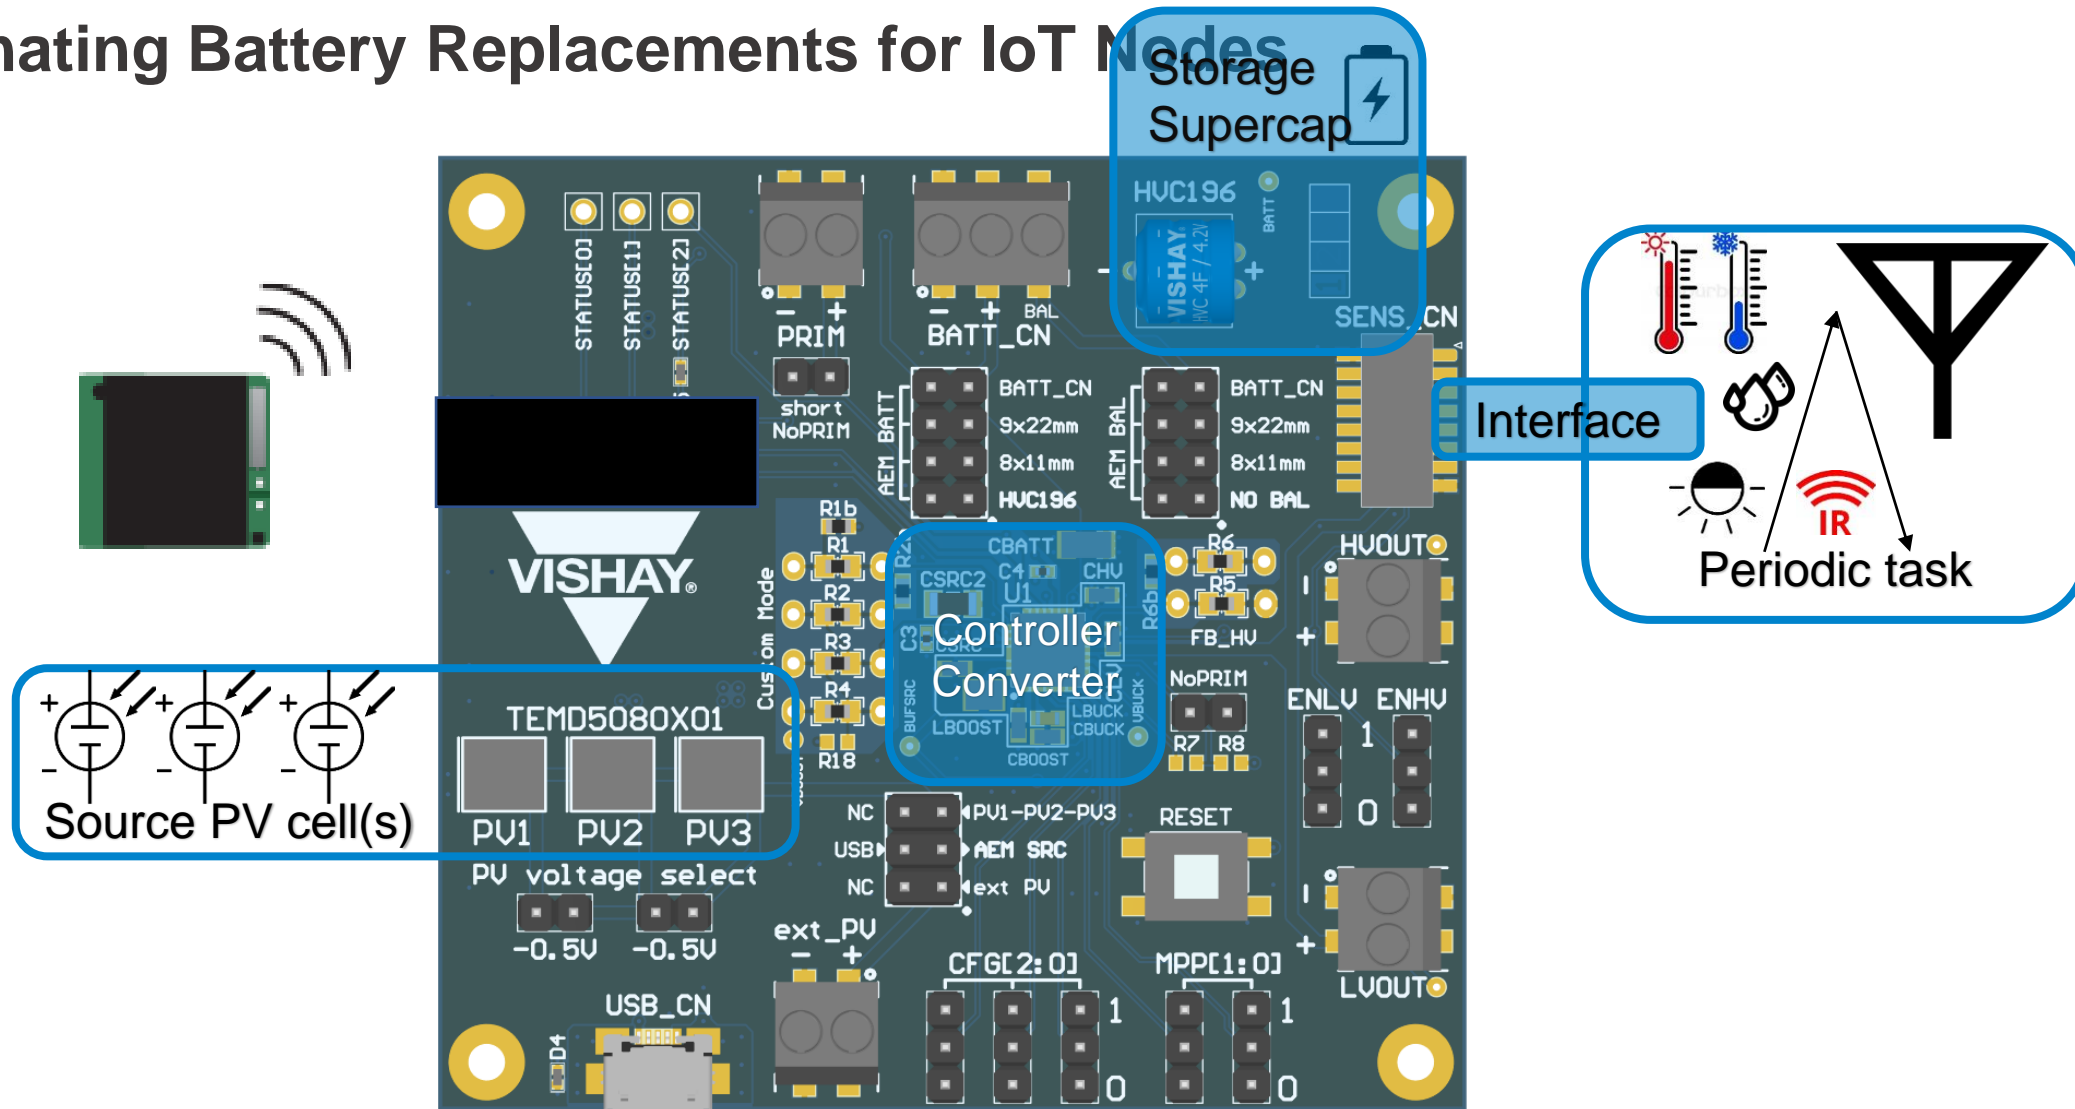 nating Battery Replacements for IoT Nodes
Storage
Supercap
HVC196
BATT
VISHAY
HVC 4F / 4.2V
- +
1
STATUS[0]
STATUS[1]
STATUS[2]
- +
PRIM
short
NoPRIM
- + BAL
BATT_CN
SENS_CN
AEM BATT
BATT_CN
9x22mm
8x11mm
HVC196
AEM BAL
BATT_CN
9x22mm
8x11mm
NO BAL
Interface
IR
Periodic task
VISHAY®
Custom Mode
R1b
R1
R2
R3
R4
R18
CBATT
C4
CHV
CSRC2
U1
C3
CSRC
Controller
Converter
CLV
BUFSRC
LBOOST
LBUCK
CBUCK
VBUCK
CBOOST
R6b
R6
R5
FB_HV
NoPRIM
R7 R8
HVOUT
-
+
ENLV ENHV
1
0
+ + +
- - -
Source PV cell(s)
TEMD5080X01
PV1 PV2 PV3
PV voltage select
-0.5V -0.5V
NC PV1-PV2-PV3
USB AEM SRC
NC ext PV
RESET
-
+
LVOUT
ext_PV
- +
CFG[2:0]
1
0
MPP[1:0]
1
0
USB_CN
D4